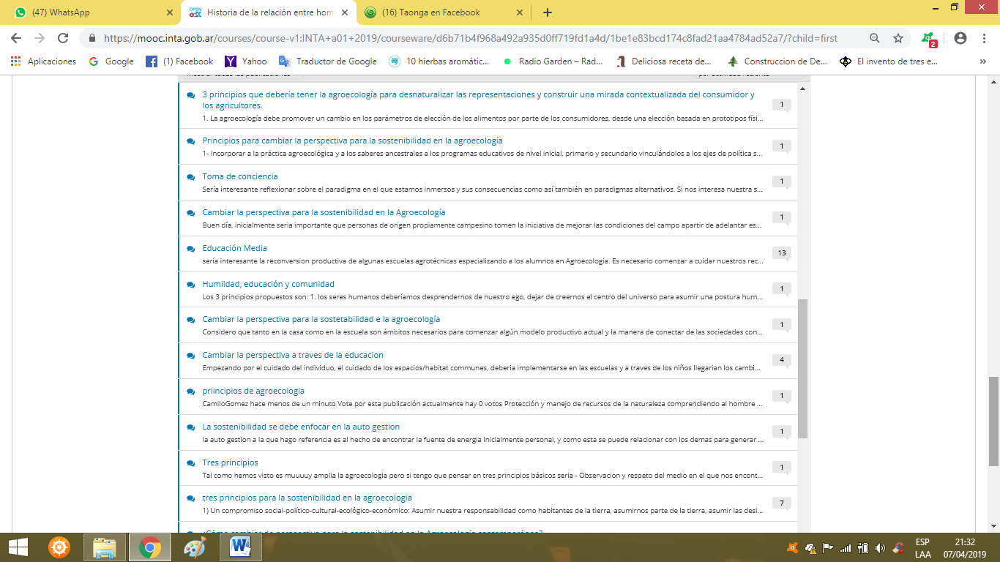 (47) WhatsApp
Historia de la relación entre hom
(16) Taonga en Facebook
https://mooc.inta.gob.ar/courses/course-v1:INTA+a01+2019/courseware/d6b71b4f968a492a935d0ff719fd1a4d/1be1e83bcd174c8fad21aa4784ad52a7/?child=first
2
Aplicaciones
Google
(1) Facebook
Yahoo
Traductor de Google
10 hierbas aromátic...
Radio Garden – Rad...
Deliciosa receta de...
Construccion de De...
El invento de tres e...
»
3 principios que debería tener la agroecología para desnaturalizar las representaciones y construir una mirada contextualizada del consumidor y
los agricultores.
1. La agroecología debe promover un cambio en los parámetros de elección de los alimentos por parte de los consumidores, desde una elección basada en prototipos físi...
1
Principios para cambiar la perspectiva para la sostenibilidad en la agroecología
1- Incorporar a la práctica agroecológica y a los saberes ancestrales a los programas educativos de nivel inicial, primario y secundario vinculándolos a los ejes de política s...
1
Toma de conciencia
Sería interesante reflexionar sobre el paradigma en el que estamos inmersos y sus consecuencias como así también en paradigmas alternativos. Si nos interesa nuestra s...
1
Cambiar la perspectiva para la sostenibilidad en la Agroecología
Buen día, inicialmente seria importante que personas de origen propiamente campesino tomen la iniciativa de mejorar las condiciones del campo apartir de adelantar es...
1
Educación Media
sería interesante la reconversion productiva de algunas escuelas agrotécnicas especializando a los alumnos en Agroecología. Es necesario comenzar a cuidar nuestros rec...
13
Humildad, educación y comunidad
Los 3 principios propuestos son: 1. los seres humanos deberíamos desprendernos de nuestro ego, dejar de creernos el centro del universo para asumir una postura hum...
1
Cambiar la perspectiva para la sostetabilidad e la agroecología
Considero que tanto en la casa como en la escuela son ámbitos necesarios para comenzar algún modelo productivo actual y la manera de conectar de las sociedades con...
1
Cambiar la perspectiva a traves de la educacion
Empezando por el cuidado del individuo, el cuidado de los espacios/habitat communes, deberia implementarse en las escuelas y a traves de los niños llegarian los cambi...
4
priincipios de agroecologia
CamiloGomez hace menos de un minuto Vote por esta publicación actualmente hay 0 votos Protección y manejo de recursos de la naturaleza comprendiendo al hombre ...
1
La sostenibilidad se debe enfocar en la auto gestion
la auto gestion a la que hago referencia es al hecho de encontrar la fuente de energia inicialmente personal, y como esta se puede relacionar con los demas para generar ...
1
Tres principios
Tal como hemos visto es muuuuy amplia la agroecologia pero si tengo que pensar en tres principios básicos seria - Observacion y respeto del medio en el que nos encont...
1
tres principios para la sostenibilidad en la agroecologia
1) Un compromiso social-político-cultural-ecológico-económico: Asumir nuestra responsabilidad como habitantes de la tierra, asumirnos parte de la tierra, asumir las desi...
7
¿Cómo cambiar de perspectiva para la sostenibilidad en la Agroecología contemporánea?
ESP
LAA
21:32
07/04/2019